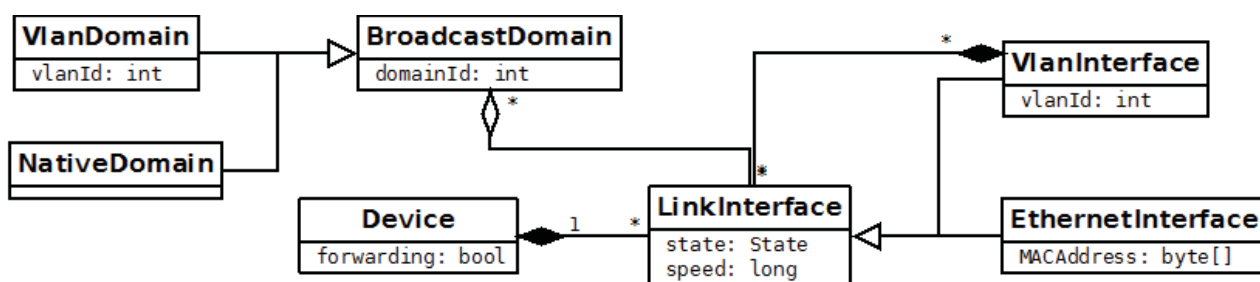 VlanDomain
vlanId: int
BroadcastDomain
domainId: int
*
*
VlanInterface
vlanId: int
NativeDomain
*
Device
forwarding: bool
1
*
LinkInterface
state: State
speed: long
EthernetInterface
MACAddress: byte[]